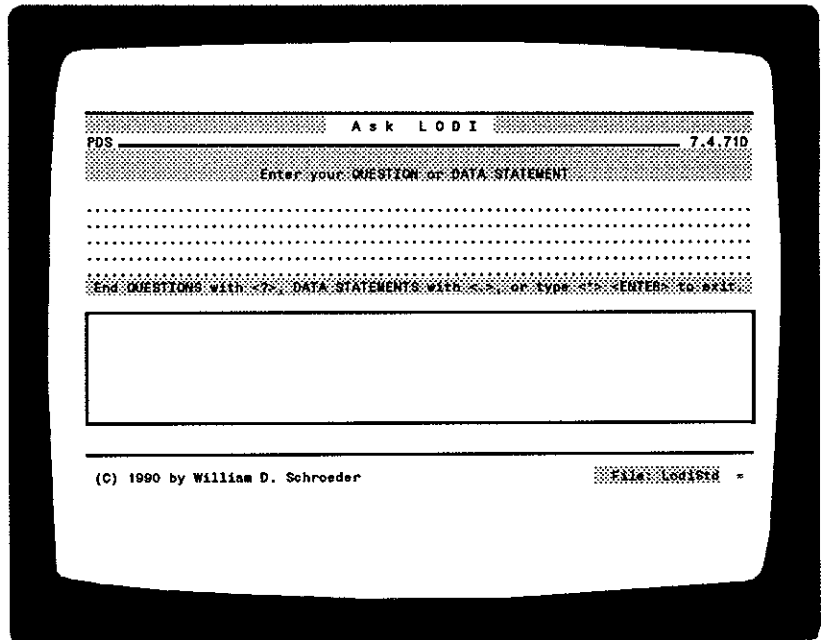 Ask LODI
PDS 7.4.71D
Enter your QUESTION or DATA STATEMENT
End QUESTIONS with <?>, DATA STATEMENTS with <.>, or type <*> <ENTER> to exit.
(C) 1990 by William D. Schroeder File: LodiStd =